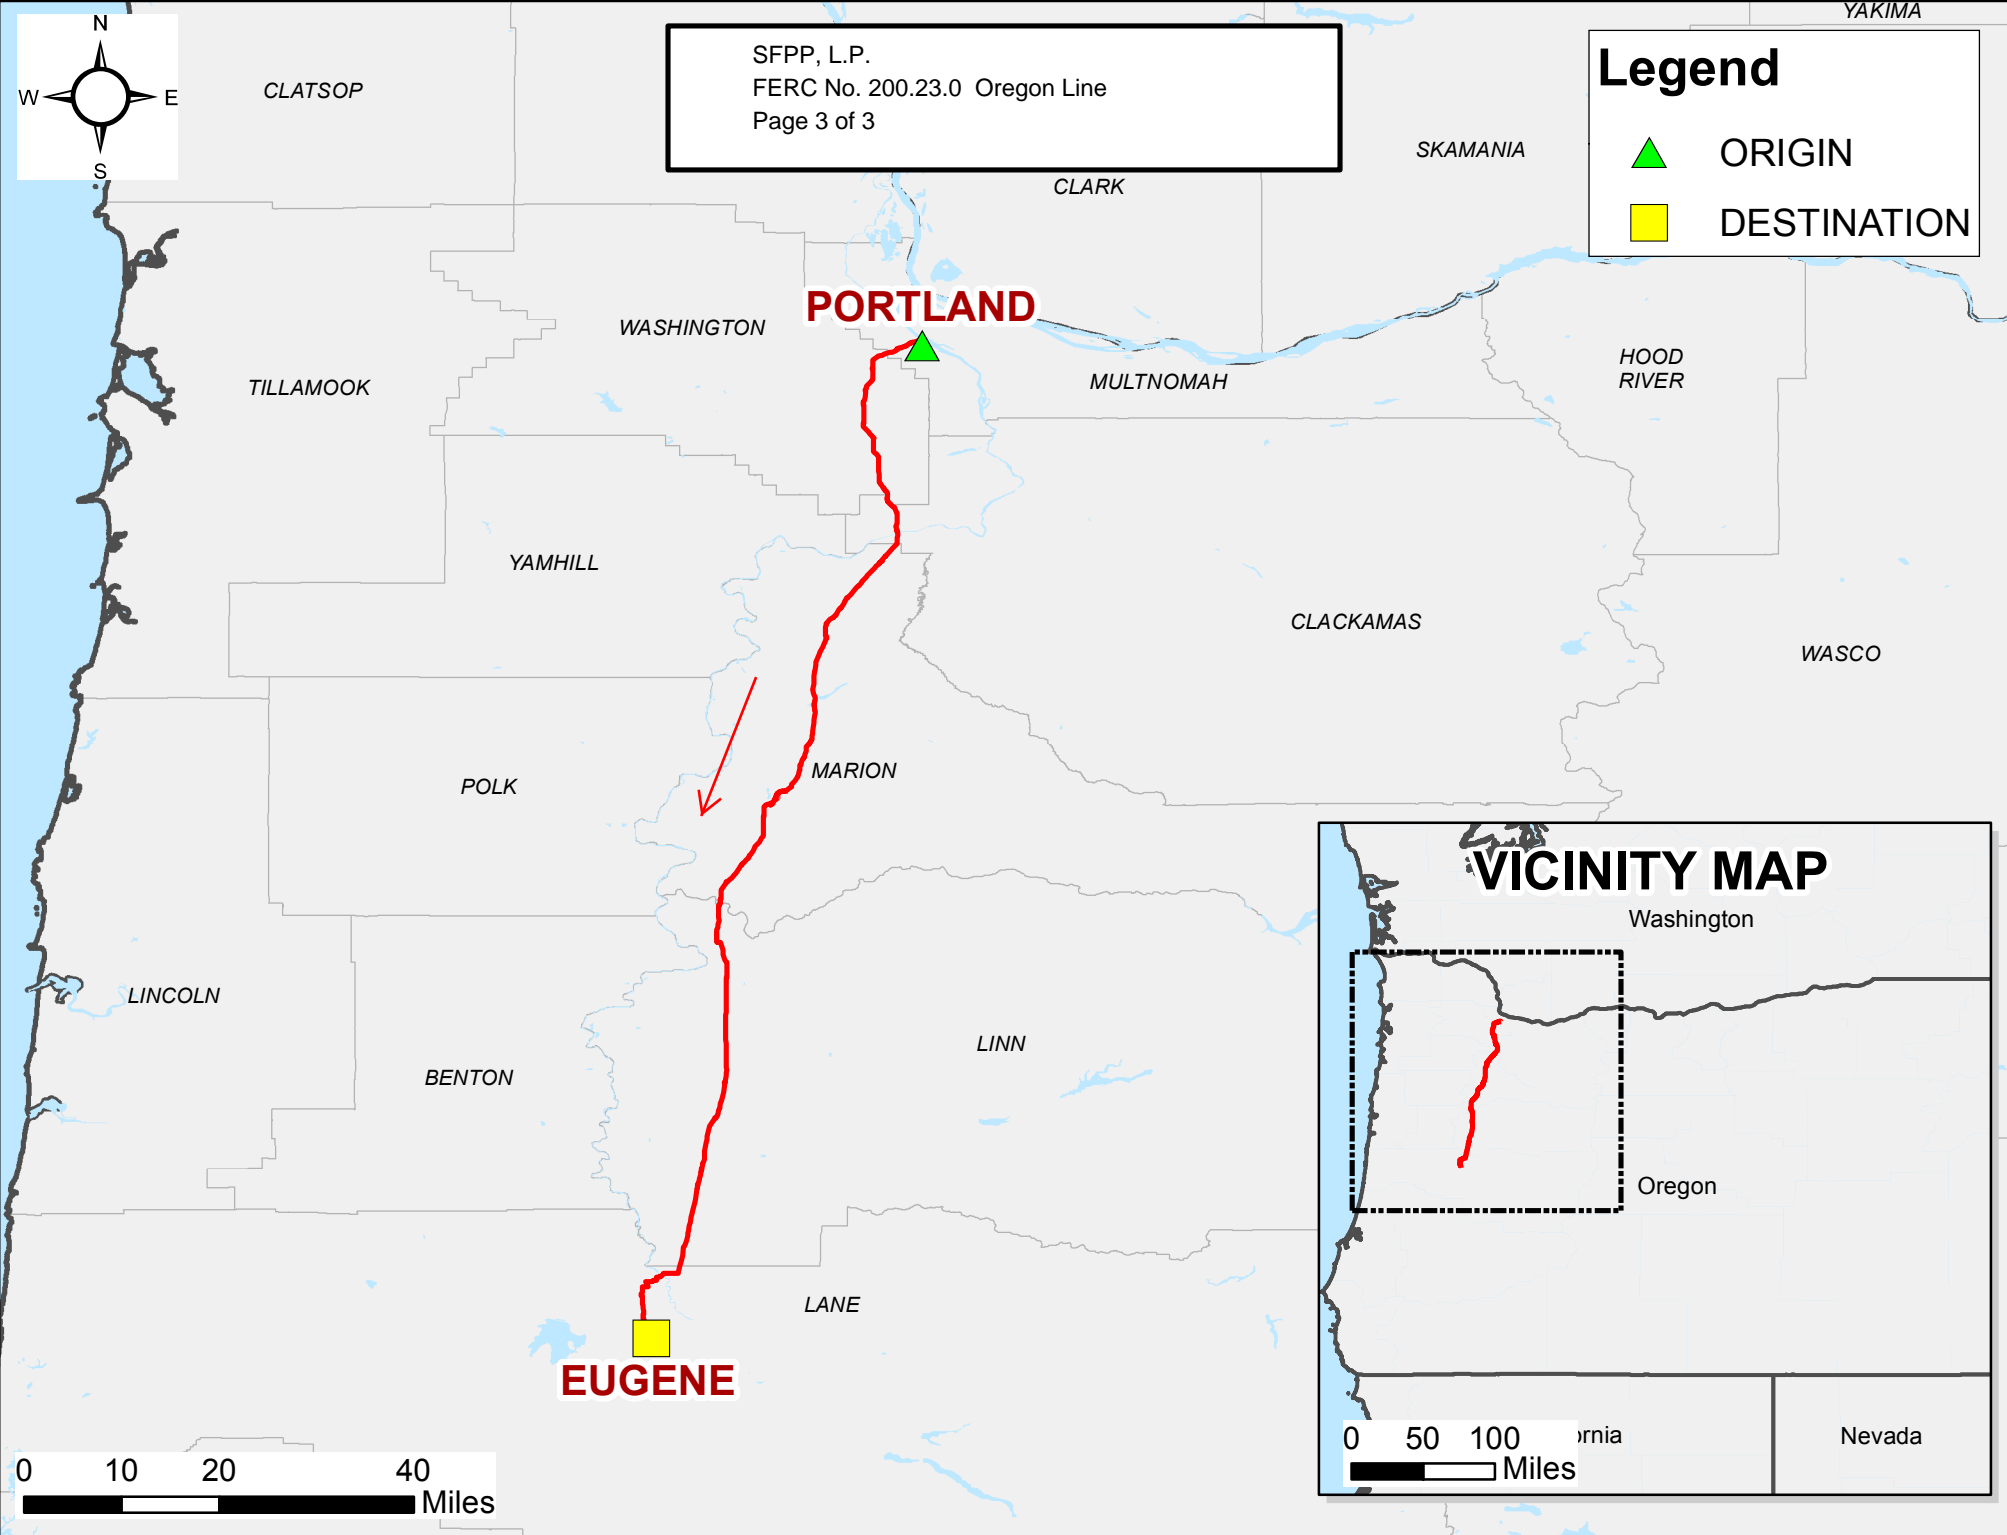 YAKIMA
N
W
E
S
CLATSOP
SFPP, L.P.
FERC No. 200.23.0 Oregon Line
Page 3 of 3
Legend
ORIGIN
DESTINATION
SKAMANIA
CLARK
PORTLAND
WASHINGTON
TILLAMOOK
MULTNOMAH
HOOD
RIVER
YAMHILL
CLACKAMAS
WASCO
POLK
MARION
LINCOLN
BENTON
LINN
LANE
EUGENE
0 10 20 40
Miles
VICINITY MAP
Washington
Oregon
ornia
Nevada
0 50 100
Miles